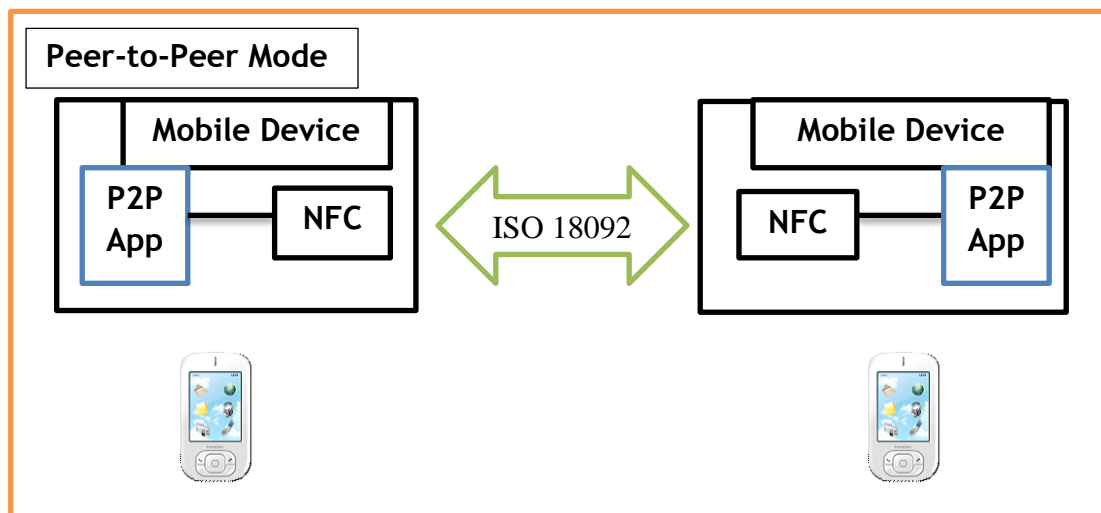 Peer-to-Peer Mode
Mobile Device
P2P
App
NFC
ISO 18092
Mobile Device
NFC
P2P
App